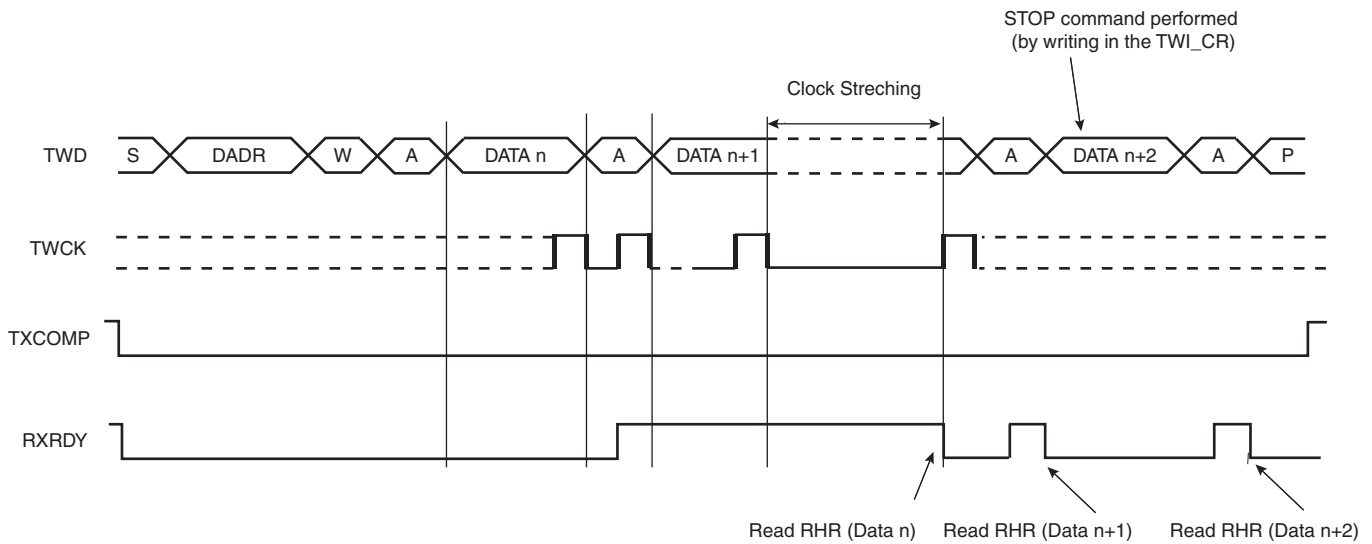 STOP command performed
(by writing in the TWI_CR)
Clock Streching
TWD S DADR W A DATA n A DATA n+1 A DATA n+2 A P
TWCK
TXCOMP
RXRDY
Read RHR (Data n) Read RHR (Data n+1) Read RHR (Data n+2)